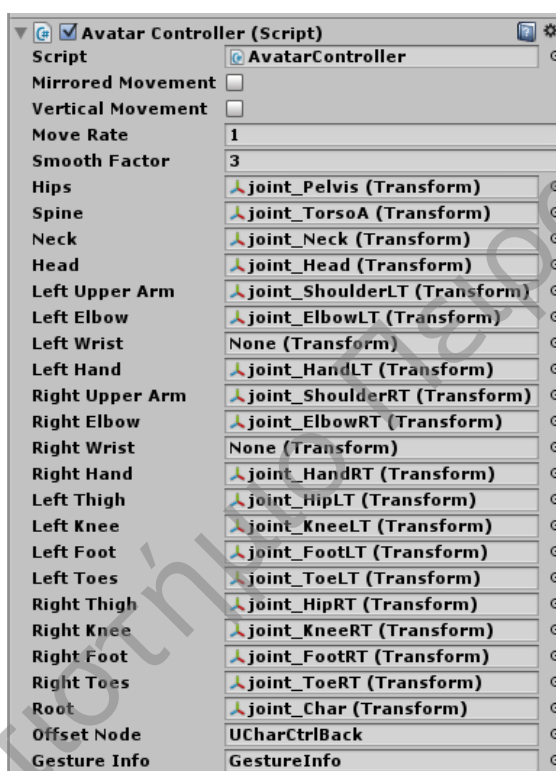 Avatar Controller (Script)
Script AvatarController
Mirrored Movement
Vertical Movement
Move Rate 1
Smooth Factor 3
Hips joint_Pelvis (Transform)
Spine joint_TorsoA (Transform)
Neck joint_Neck (Transform)
Head joint_Head (Transform)
Left Upper Arm joint_ShoulderLT (Transform)
Left Elbow joint_ElbowLT (Transform)
Left Wrist None (Transform)
Left Hand joint_HandLT (Transform)
Right Upper Arm joint_ShoulderRT (Transform)
Right Elbow joint_ElbowRT (Transform)
Right Wrist None (Transform)
Right Hand joint_HandRT (Transform)
Left Thigh joint_HipLT (Transform)
Left Knee joint_KneeLT (Transform)
Left Foot joint_FootLT (Transform)
Left Toes joint_ToeLT (Transform)
Right Thigh joint_HipRT (Transform)
Right Knee joint_KneeRT (Transform)
Right Foot joint_FootRT (Transform)
Right Toes joint_ToeRT (Transform)
Root joint_Char (Transform)
Offset Node UCharCtrlBack
Gesture Info GestureInfo